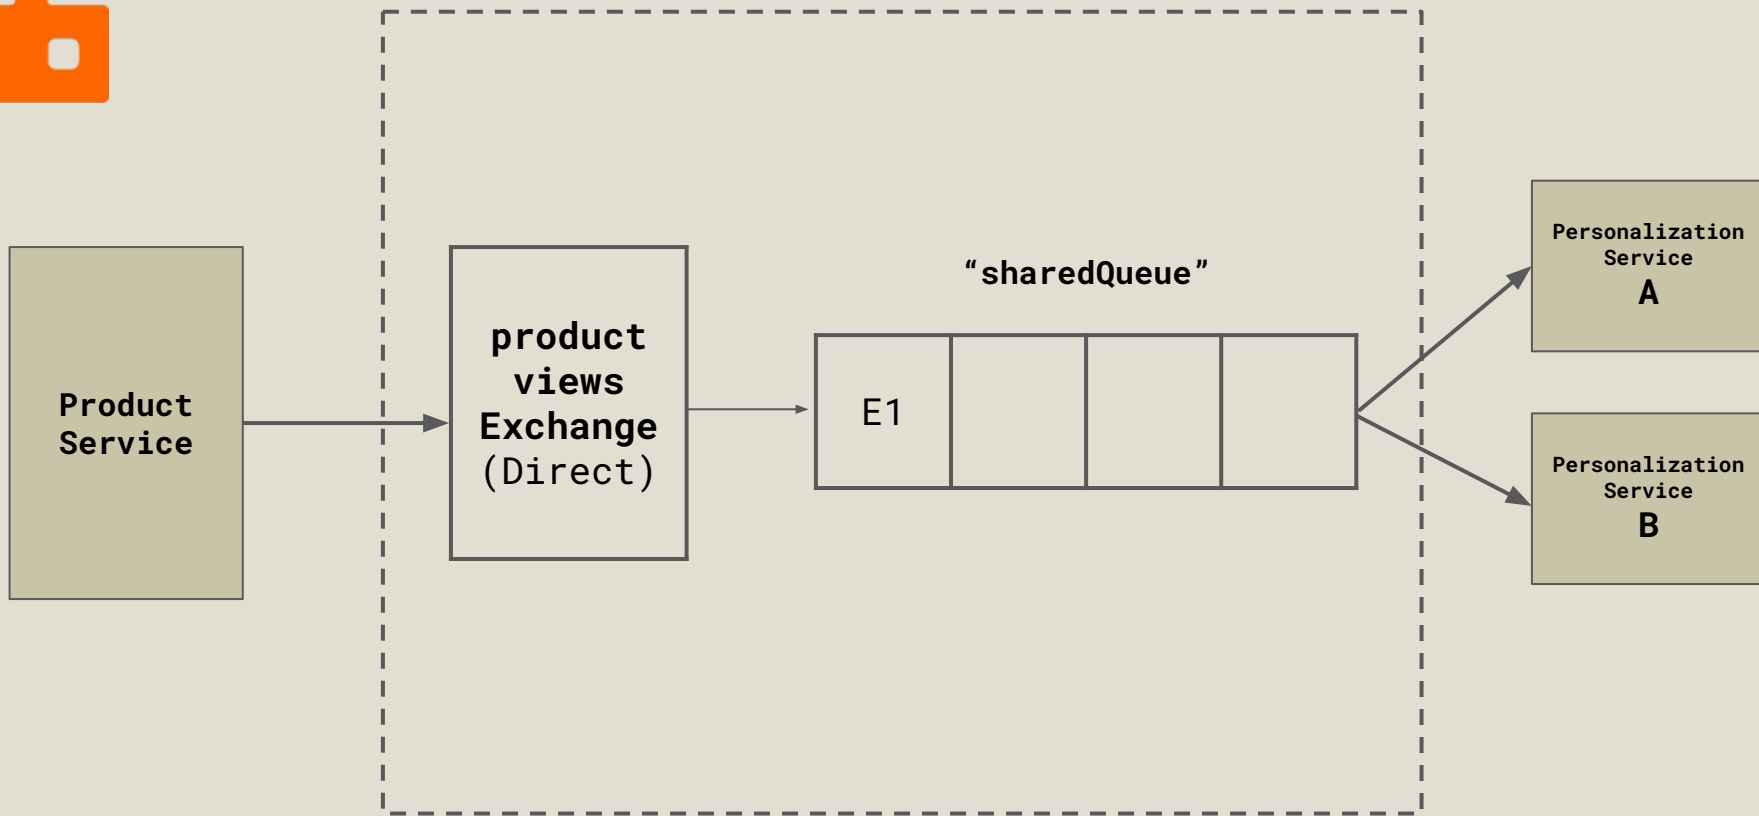 Product
Service
product
views
Exchange
(Direct)
“sharedQueue”
E1
Personalization
Service
A
Personalization
Service
B